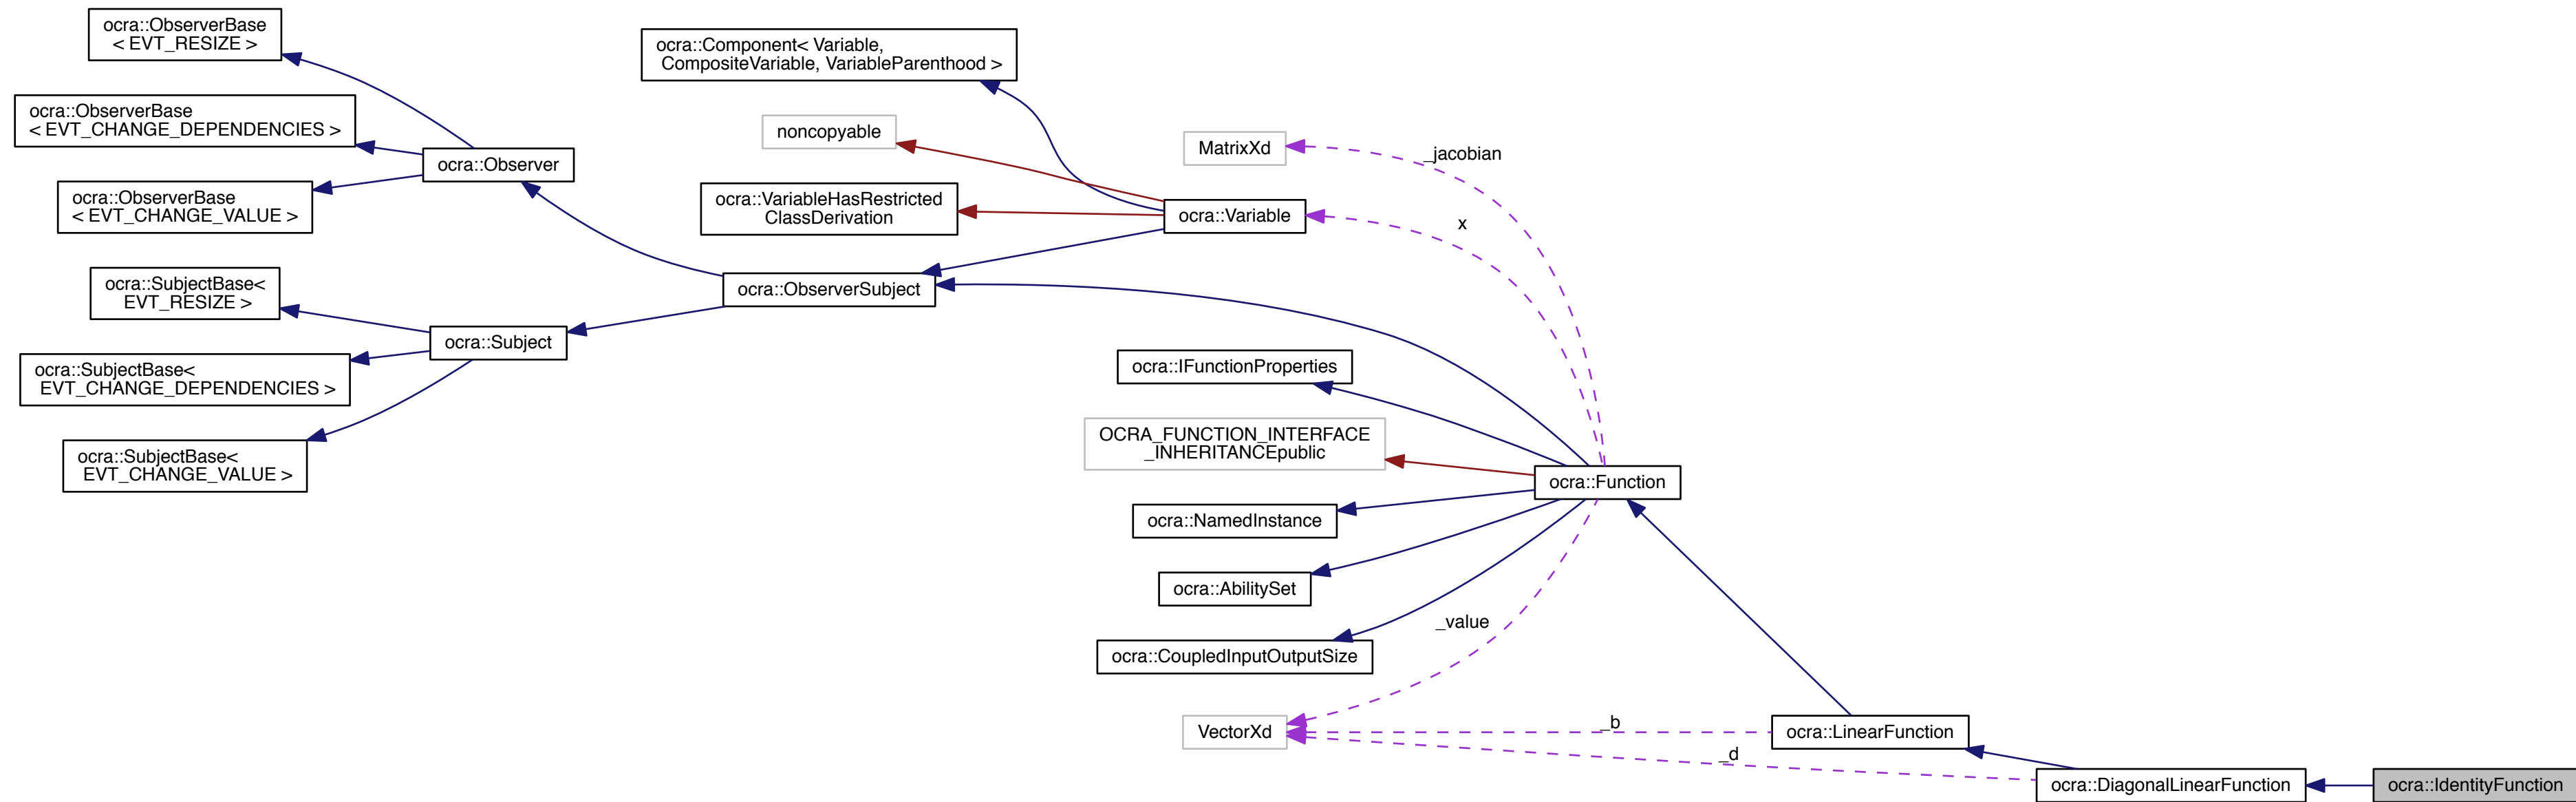 ocra::ObserverBase
< EVT_RESIZE >
ocra::ObserverBase
< EVT_CHANGE_DEPENDENCIES >
ocra::ObserverBase
< EVT_CHANGE_VALUE >
ocra::SubjectBase<
EVT_RESIZE >
ocra::SubjectBase<
EVT_CHANGE_DEPENDENCIES >
ocra::SubjectBase<
EVT_CHANGE_VALUE >
ocra::Observer
ocra::Subject
ocra::Component< Variable,
CompositeVariable, VariableParenthood >
noncopyable
ocra::VariableHasRestricted
ClassDerivation
ocra::ObserverSubject
MatrixXd
ocra::Variable
ocra::IFunctionProperties
OCRA_FUNCTION_INTERFACE
_INHERITANCEpublic
ocra::NamedInstance
ocra::AbilitySet
ocra::CoupledInputOutputSize
VectorXd
_jacobian
x
_value
_b
_d
ocra::Function
ocra::LinearFunction
ocra::DiagonalLinearFunction
ocra::IdentityFunction